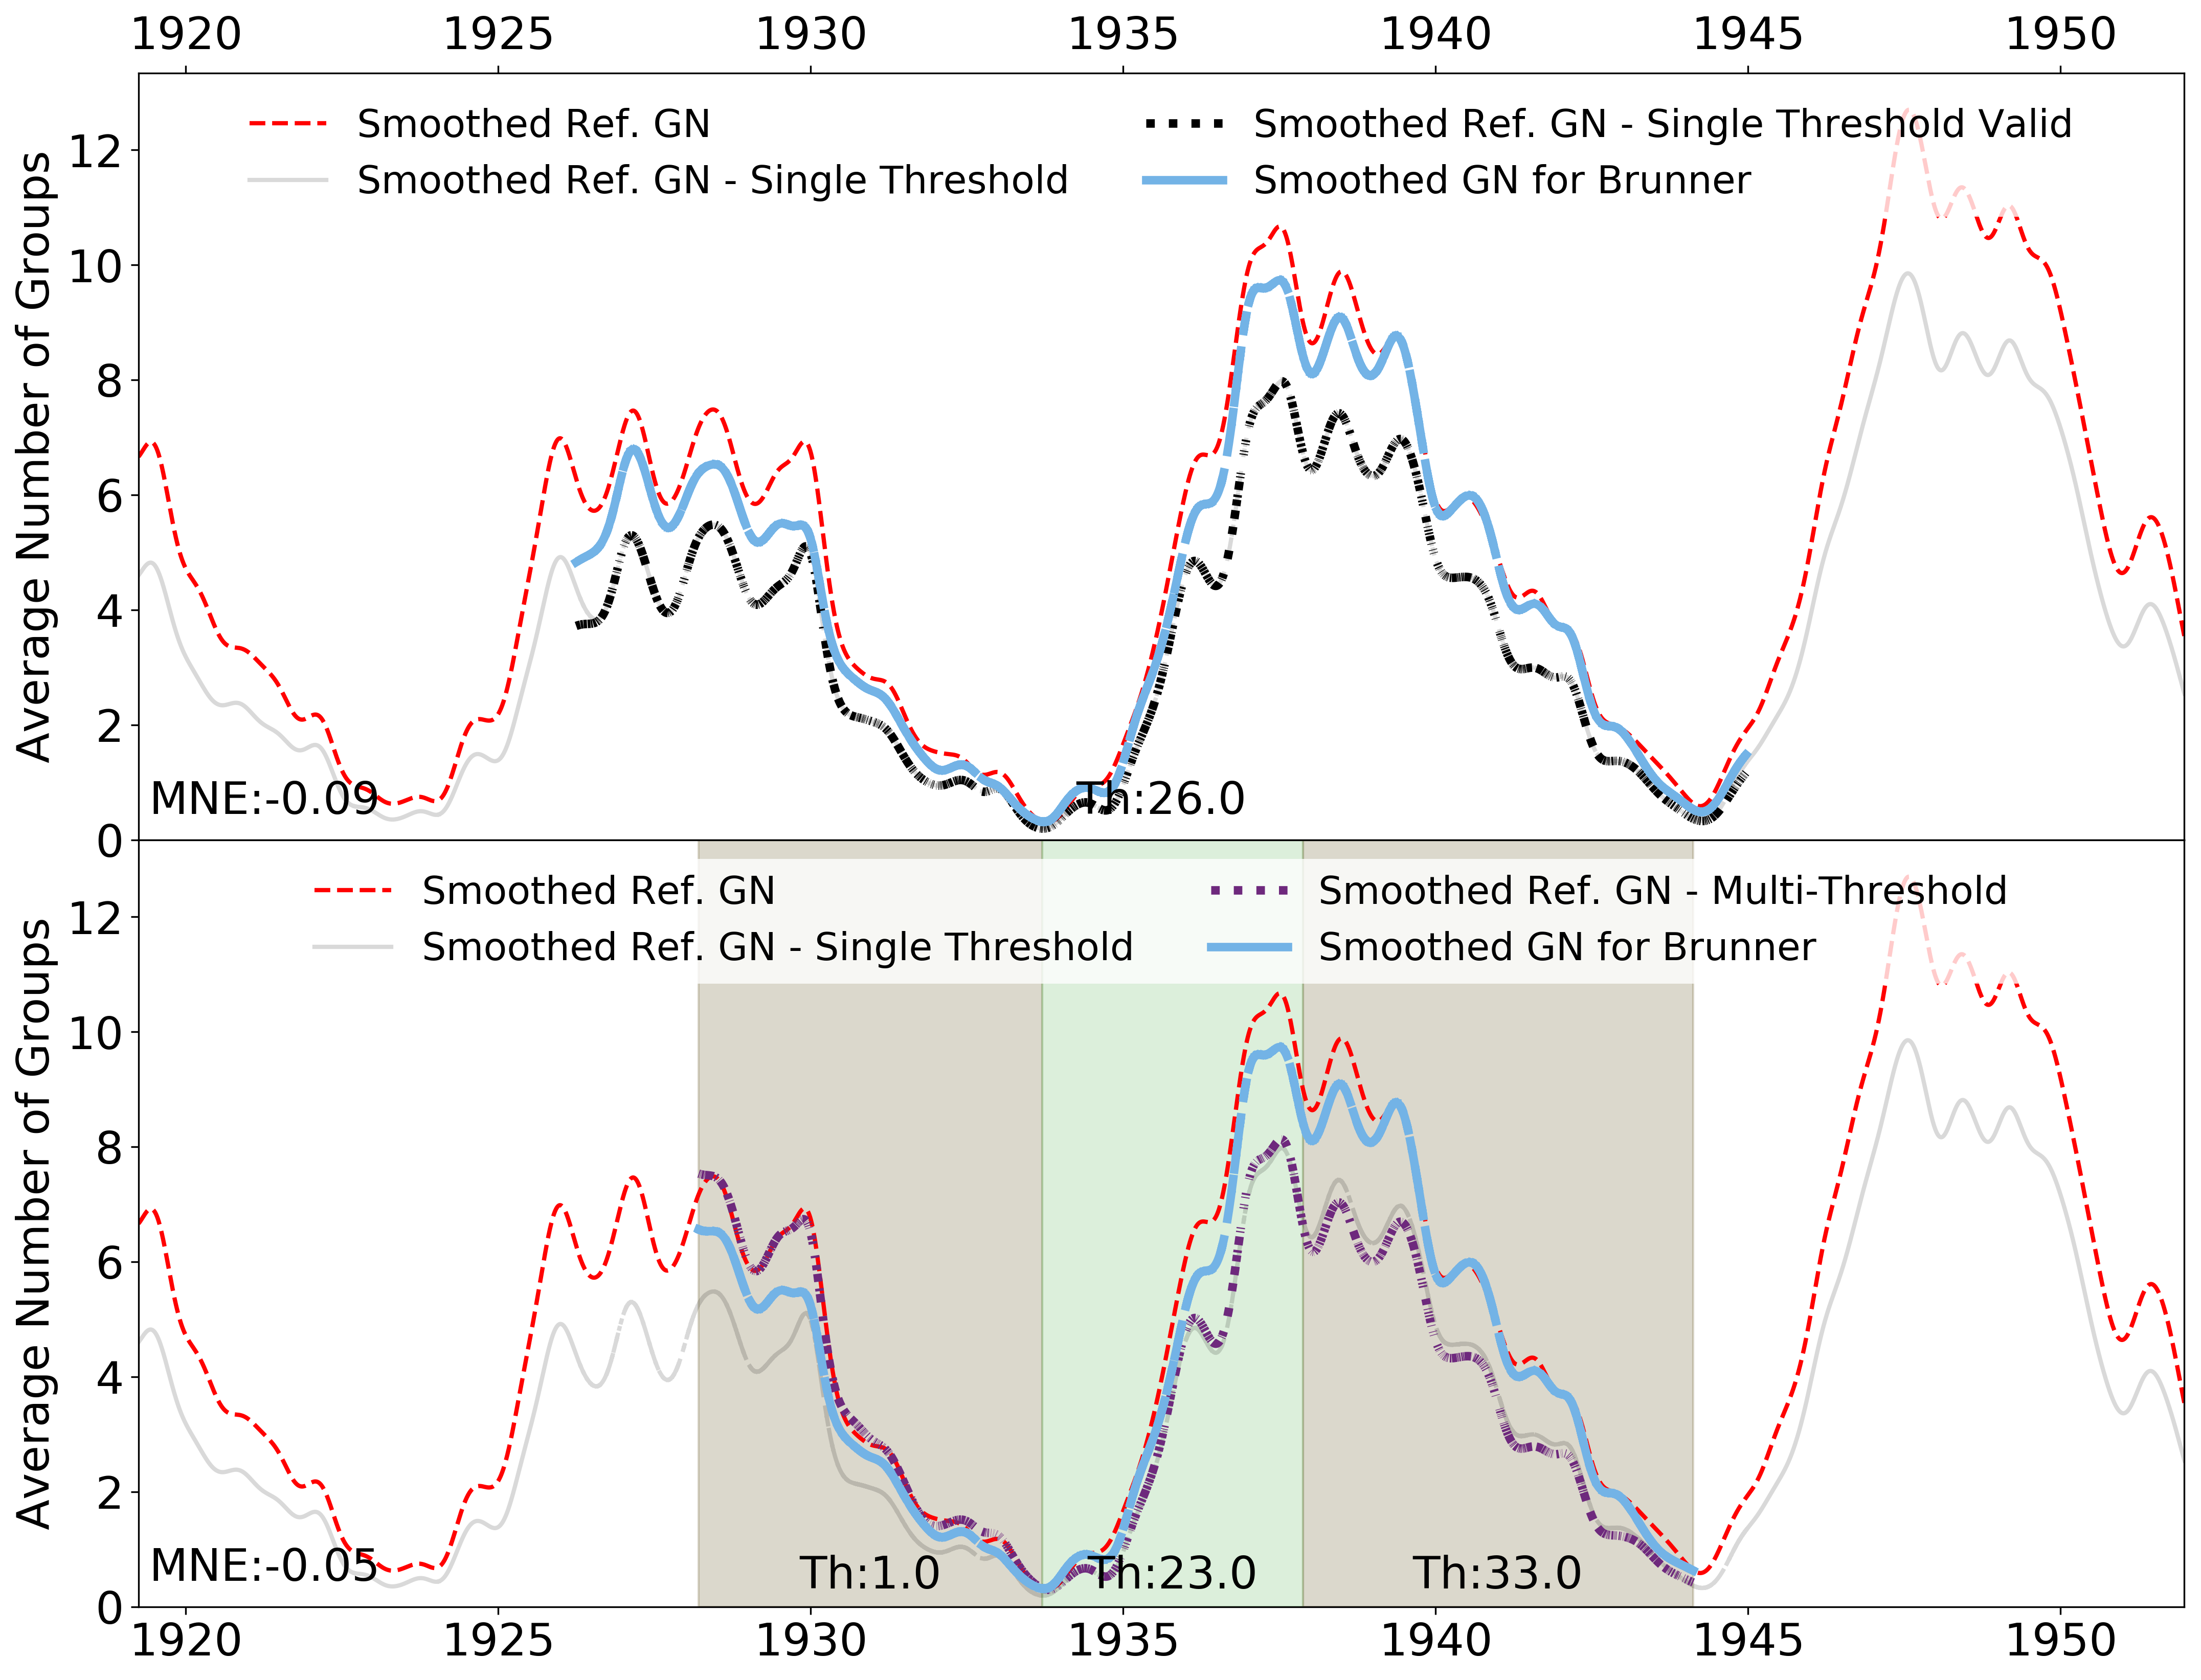 1920 1925 1930 1935 1940 1945 1950
Smoothed Ref. GN
Smoothed Ref. GN - Single Threshold
Smoothed Ref. GN - Single Threshold Valid
Smoothed GN for Brunner
Average Number of Groups
12
10
8
6
4
2
0
MNE:-0.09
Th:26.0
Smoothed Ref. GN
Smoothed Ref. GN - Single Threshold
Smoothed Ref. GN - Multi-Threshold
Smoothed GN for Brunner
Average Number of Groups
12
10
8
6
4
2
0
MNE:-0.05
Th:1.0
Th:23.0
Th:33.0
1920 1925 1930 1935 1940 1945 1950